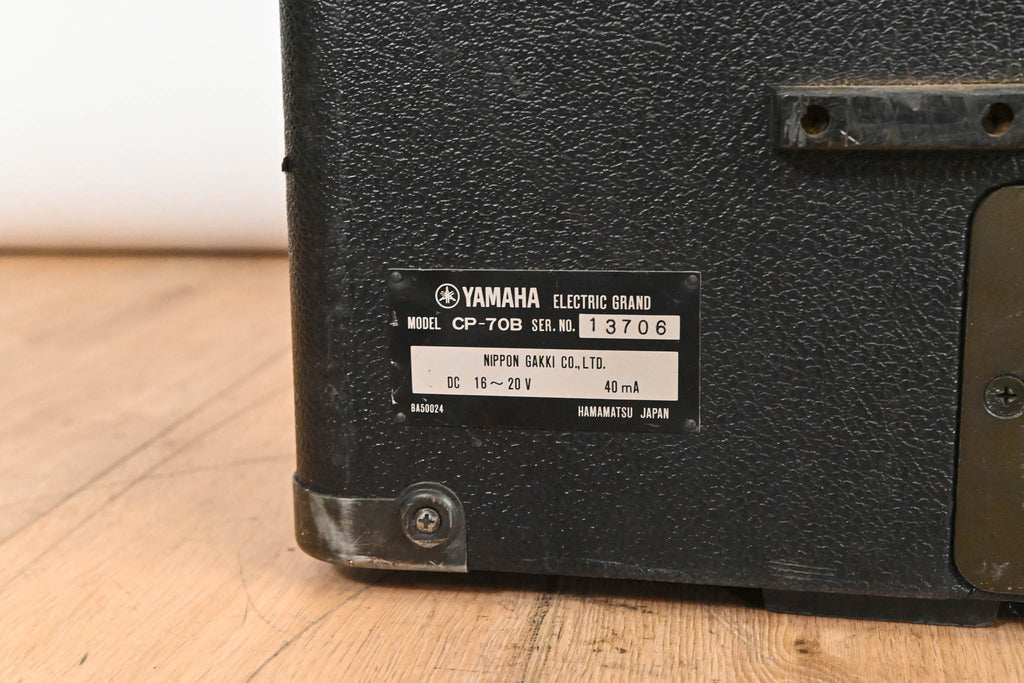 YAMAHA ELECTRIC GRAND
MODEL CP-70B SER. NO. 13706
NIPPON GAKKI CO., LTD.
DC 16～20 V 40 mA
BA50024 HAMAMATSU JAPAN